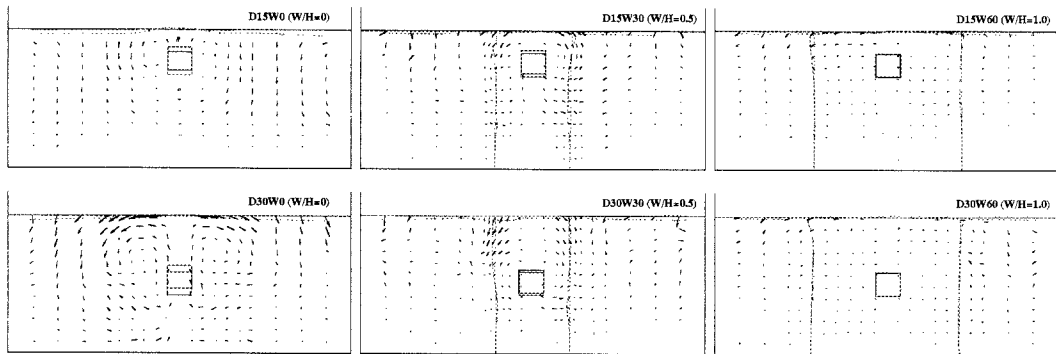 D15W0 (W/H=0)
D15W30 (W/H=0.5)
D15W60 (W/H=1.0)
D30W0 (W/H=0)
D30W30 (W/H=0.5)
D30W60 (W/H=1.0)